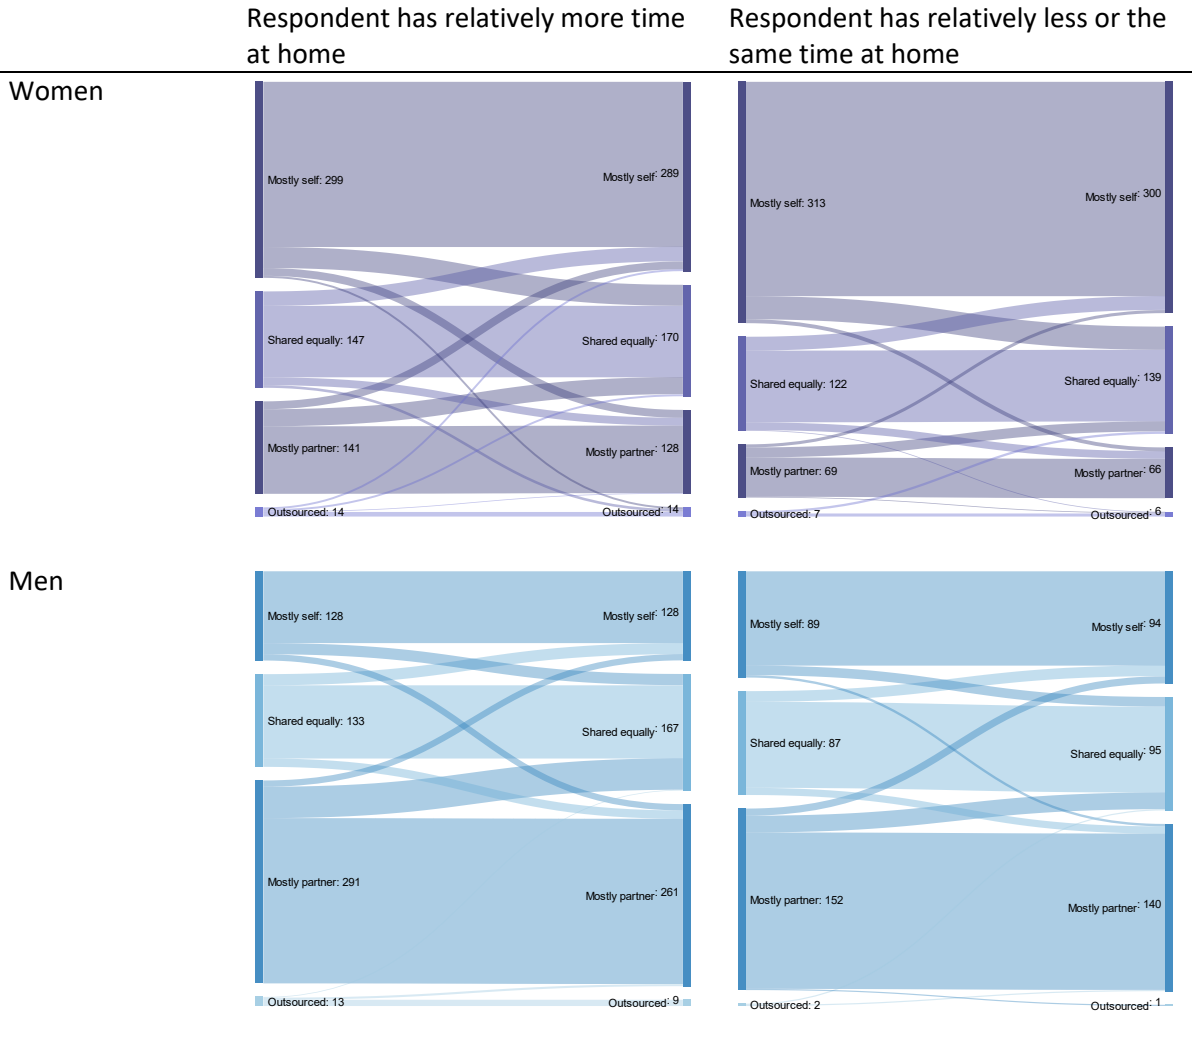 Respondent has relatively more time
at home
Respondent has relatively less or the
same time at home
Women
Mostly self: 299
Mostly self: 289
Shared equally: 147
Shared equally: 170
Mostly partner: 141
Mostly partner: 128
Outsourced: 14
Outsourced: 14
Mostly self: 313
Mostly self: 300
Shared equally: 122
Shared equally: 139
Mostly partner: 69
Mostly partner: 66
Outsourced: 7
Outsourced: 6
Men
Mostly self: 128
Mostly self: 128
Shared equally: 133
Shared equally: 167
Mostly partner: 291
Mostly partner: 261
Outsourced: 13
Outsourced: 9
Mostly self: 89
Mostly self: 94
Shared equally: 87
Shared equally: 95
Mostly partner: 152
Mostly partner: 140
Outsourced: 2
Outsourced: 1